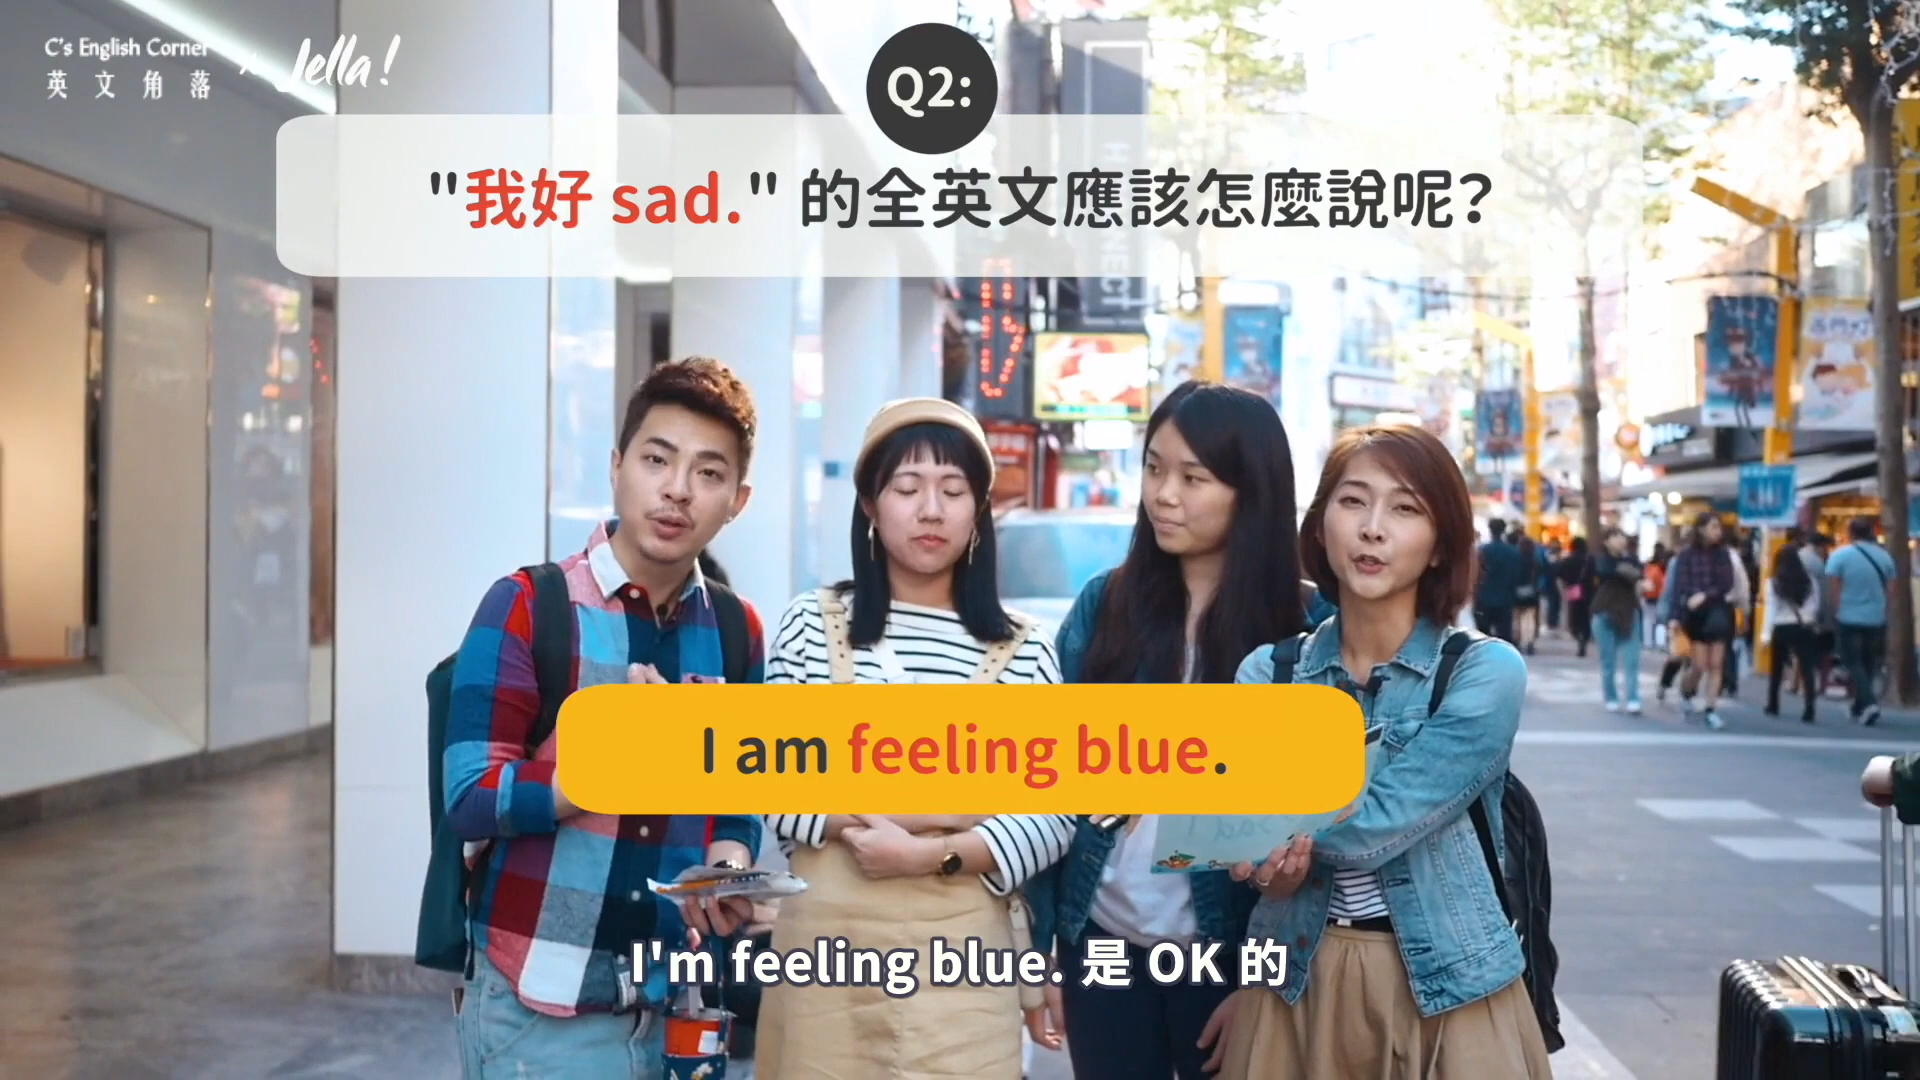 C's English Corner
英文角落
Jella!
Q2:
"我好 sad." 的全英文應該怎麼說呢?
I am feeling blue.
I'm feeling blue. 是 OK 的